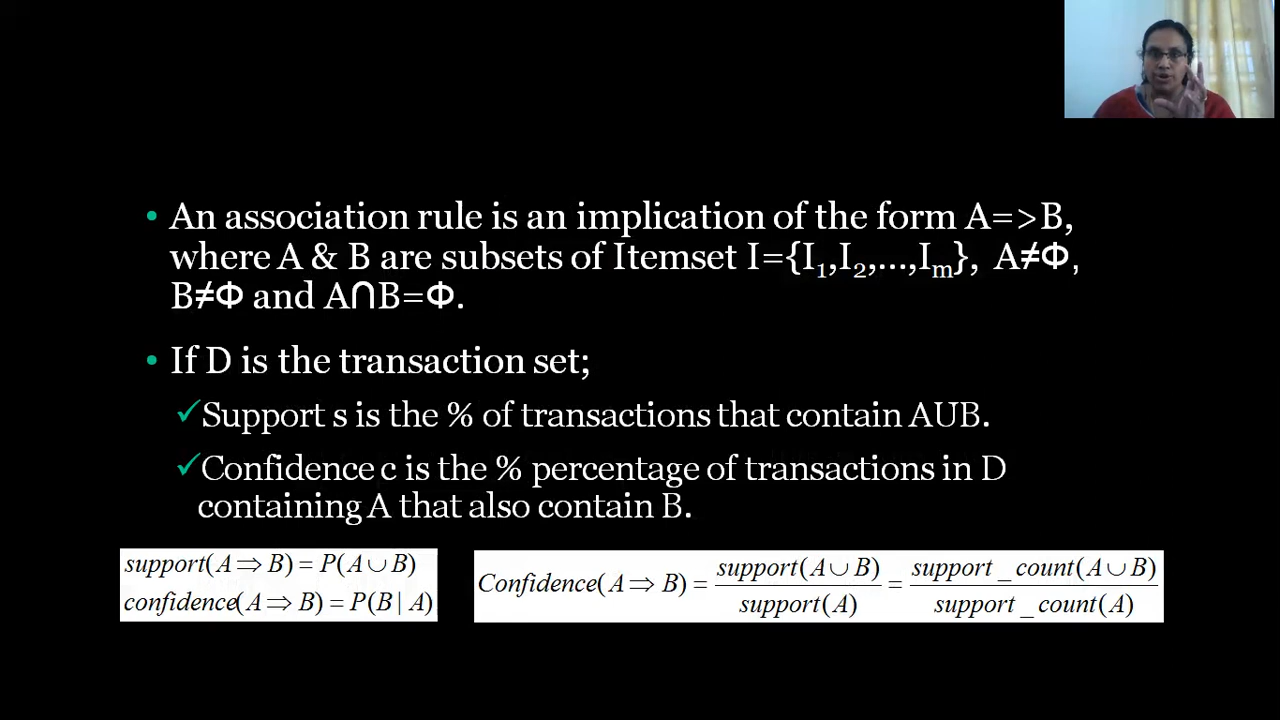 • An association rule is an implication of the form A=>B,
where A & B are subsets of Itemset I={I₁,I₂,...,Iₘ}, A≠Φ,
B≠Φ and A∩B=Φ.
• If D is the transaction set;
✓Support s is the % of transactions that contain AUB.
✓Confidence c is the % percentage of transactions in D
containing A that also contain B.
support(A⇒B)=P(A∪B)
confidence(A⇒B)=P(B|A)
Confidence(A⇒B) = support(A∪B) / support(A) = support_count(A∪B) / support_count(A)